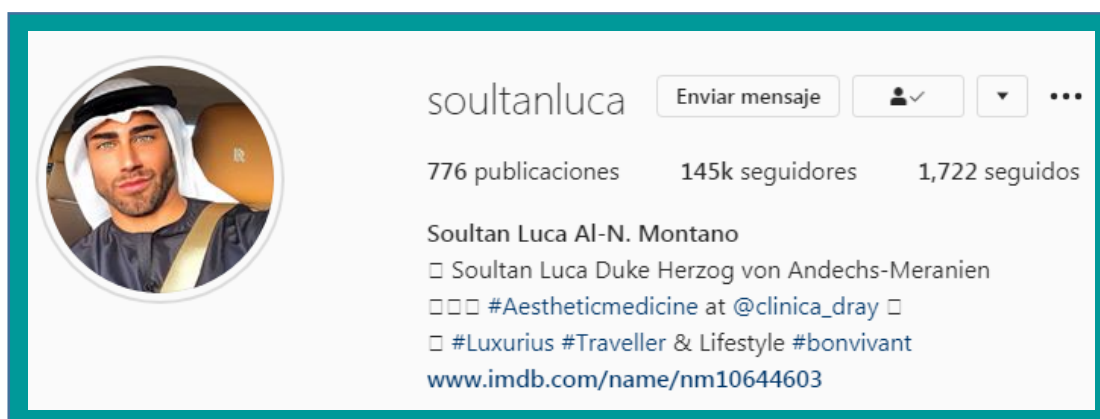 soultanluca Enviar mensaje
776 publicaciones 145k seguidores 1,722 seguidos
Soultan Luca Al-N. Montano
Soultan Luca Duke Herzog von Andechs-Meranien
#Aestheticmedicine at @clinica_dray
#Luxurius #Traveller & Lifestyle #bonvivant
www.imdb.com/name/nm10644603